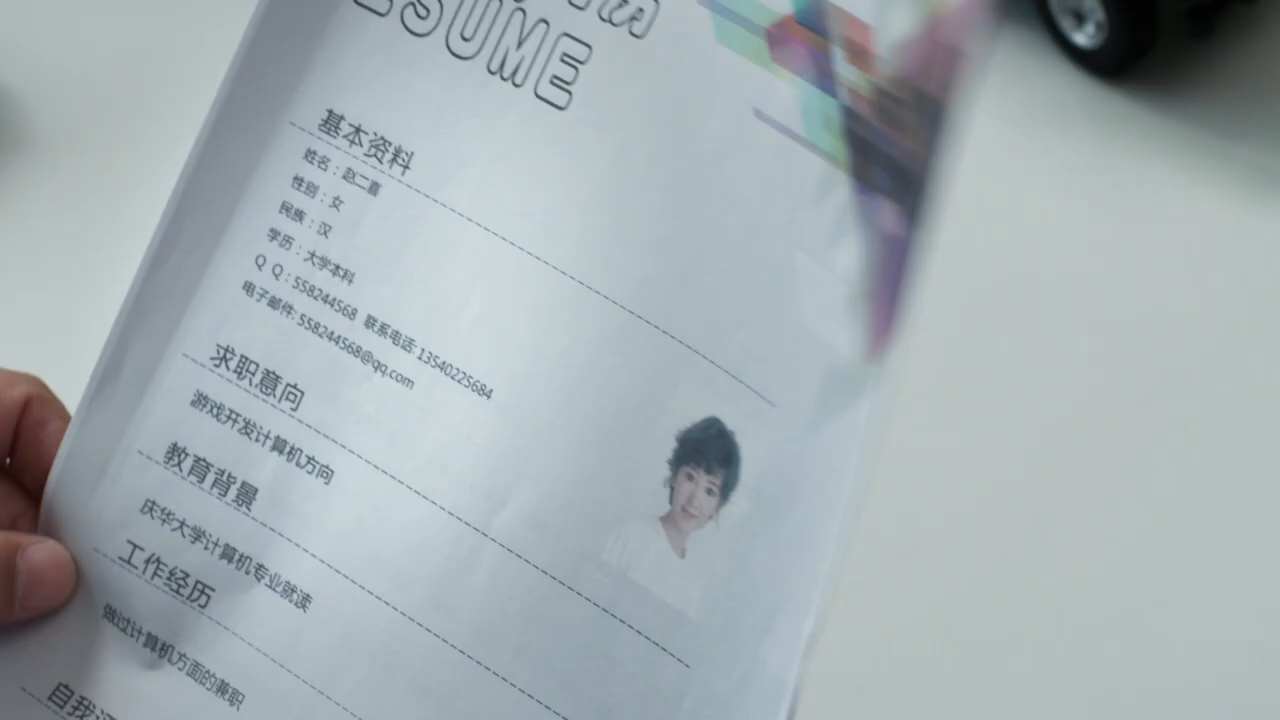 RESUME
基本资料
姓名：赵二喜
性别：女
民族：汉
学历：大学本科
Q Q：558244568 联系电话: 13540225684
电子邮件: 558244568@qq.com
求职意向
游戏开发计算机方向
教育背景
庆华大学计算机专业就读
工作经历
做过计算机方面的兼职
自我